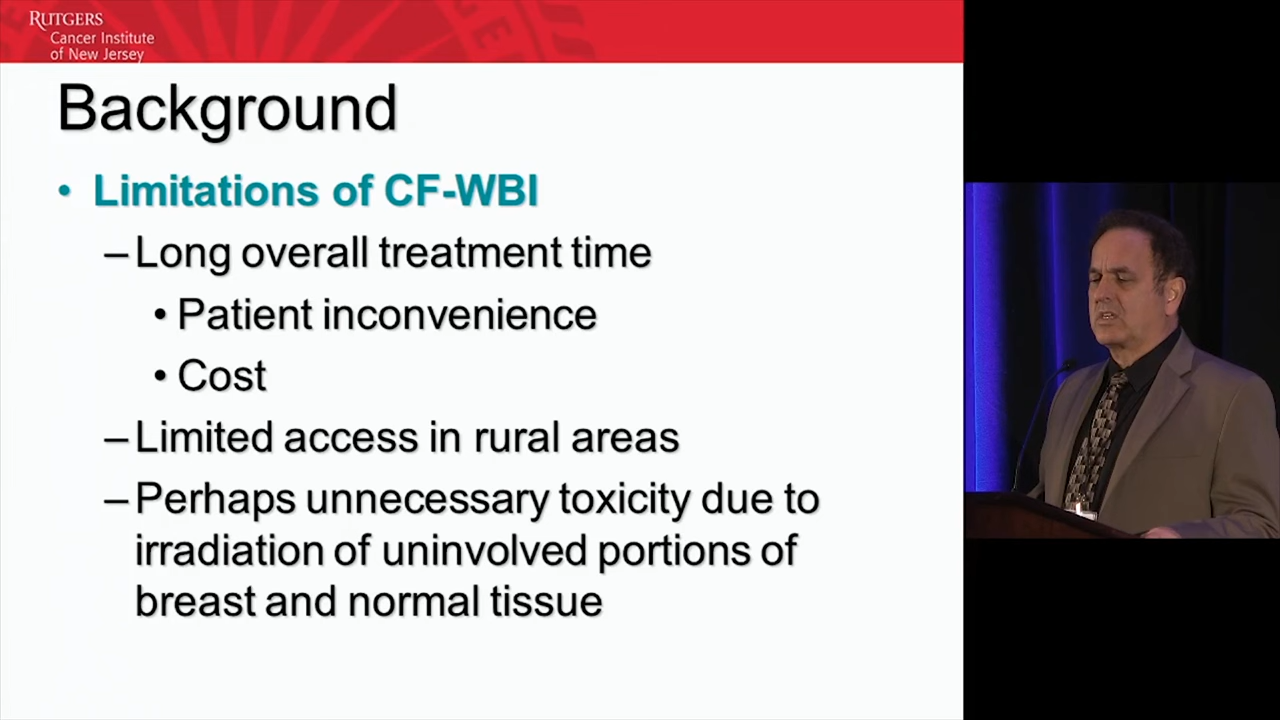 RUTGERS
Cancer Institute
of New Jersey
Background
• Limitations of CF-WBI
–Long overall treatment time
• Patient inconvenience
• Cost
–Limited access in rural areas
–Perhaps unnecessary toxicity due to
irradiation of uninvolved portions of
breast and normal tissue